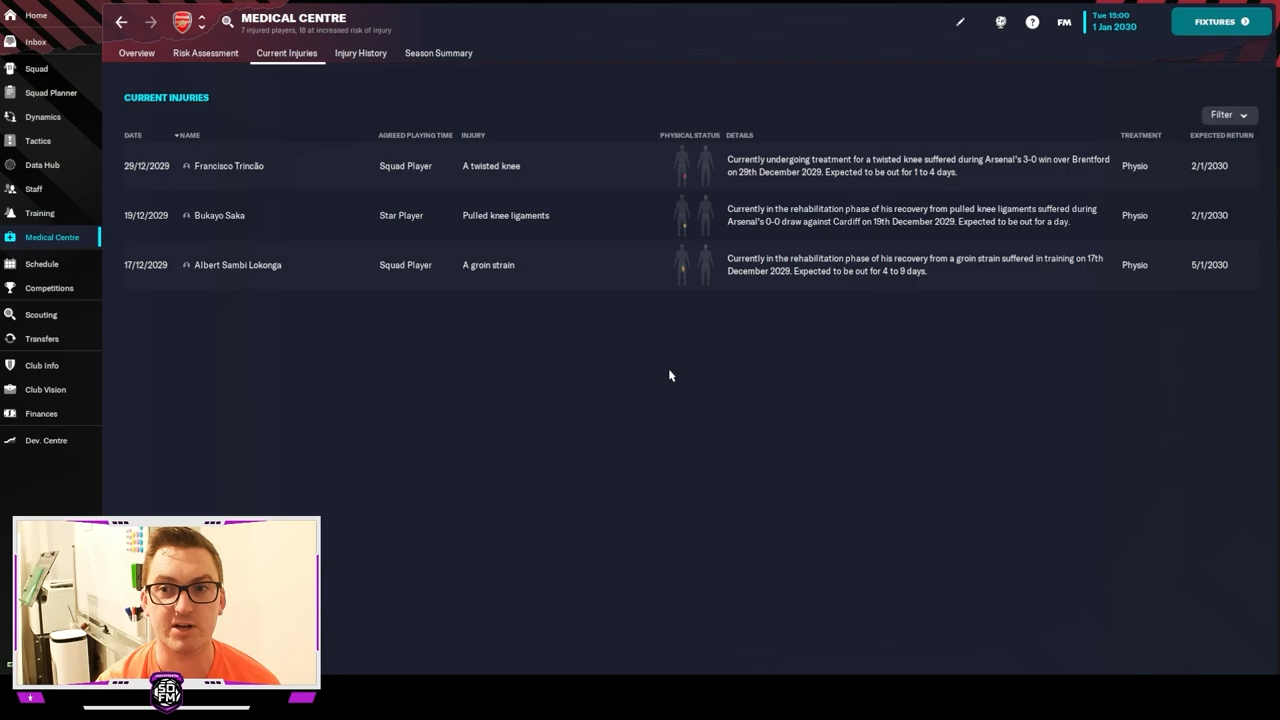 Home
MEDICAL CENTRE
7 injured players, 18 at increased risk of injury
FM
Tue 15:00
1 Jan 2030
FIXTURES
Inbox
Overview
Risk Assessment
Current Injuries
Injury History
Season Summary
Squad
Squad Planner
Dynamics
Tactics
Data Hub
Staff
Training
Medical Centre
Schedule
Competitions
Scouting
Transfers
Club Info
Club Vision
Finances
Dev. Centre
CURRENT INJURIES
Filter
DATE NAME AGREED PLAYING TIME INJURY PHYSICAL STATUS DETAILS TREATMENT EXPECTED RETURN
29/12/2029 Francisco Trincão Squad Player A twisted knee Currently undergoing treatment for a twisted knee suffered during Arsenal's 3-0 win over Brentford
on 29th December 2029. Expected to be out for 1 to 4 days. Physio 2/1/2030
19/12/2029 Bukayo Saka Star Player Pulled knee ligaments Currently in the rehabilitation phase of his recovery from pulled knee ligaments suffered during
Arsenal's 0-0 draw against Cardiff on 19th December 2029. Expected to be out for a day. Physio 2/1/2030
17/12/2029 Albert Sambi Lokonga Squad Player A groin strain Currently in the rehabilitation phase of his recovery from a groin strain suffered in training on 17th
December 2029. Expected to be out for 4 to 9 days. Physio 5/1/2030
SD
FM